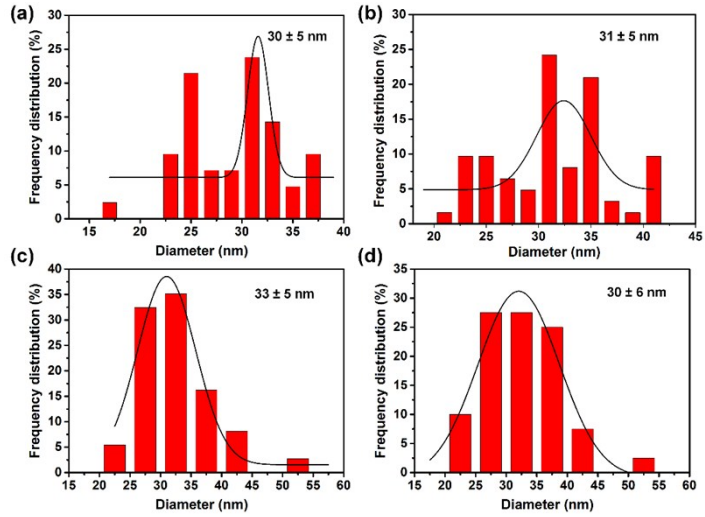 (a)
30 ± 5 nm
Frequency distribution (%)
30
25
20
15
10
5
0
15 20 25 30 35 40
Diameter (nm)
(b)
31 ± 5 nm
Frequency distribution (%)
30
25
20
15
10
5
0
20 25 30 35 40 45
Diameter (nm)
(c)
33 ± 5 nm
Frequency distribution (%)
40
35
30
25
20
15
10
5
0
15 20 25 30 35 40 45 50 55 60
Diameter (nm)
(d)
30 ± 6 nm
Frequency distribution (%)
35
30
25
20
15
10
5
0
15 20 25 30 35 40 45 50 55 60
Diameter (nm)